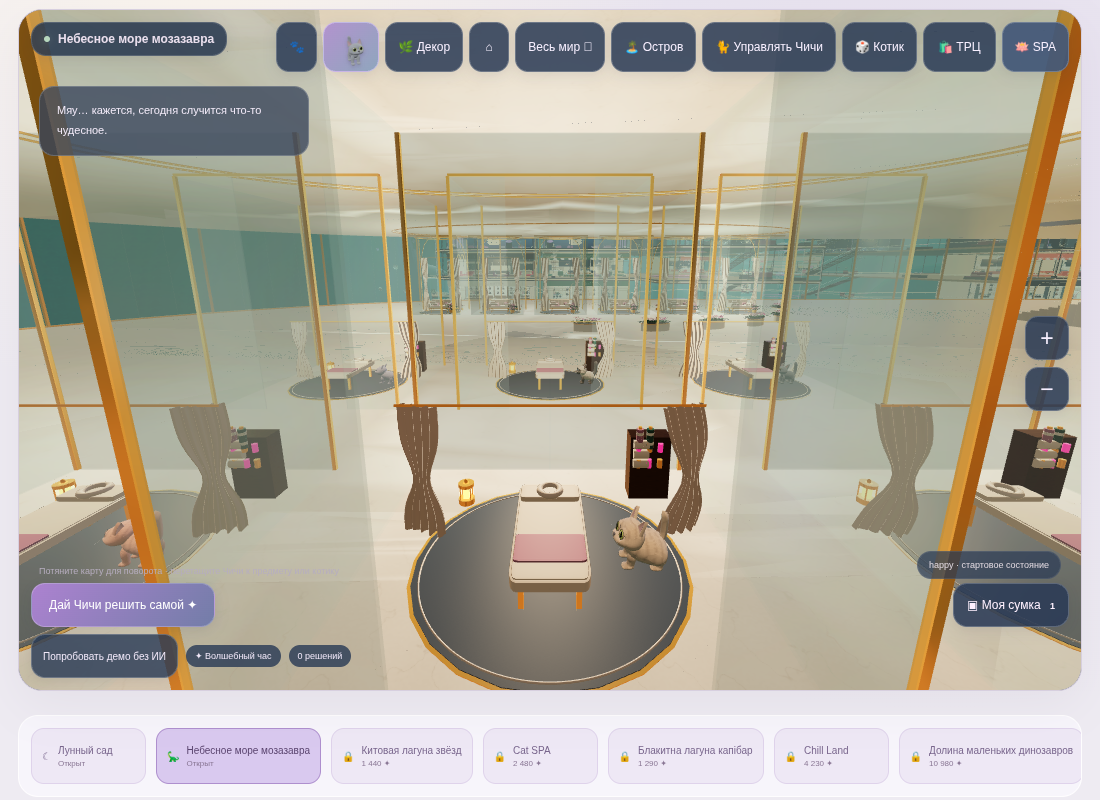 Небесное море мозазавра
Декор
Весь мир
Остров
Управлять Чичи
Котик
ТРЦ
SPA
Мяу… кажется, сегодня случится что-то
чудесное.
+
−
Потяните карту для поворота
happy · стартовое состояние
Дай Чичи решить самой ✦
Моя сумка 1
Попробовать демо без ИИ
✦ Волшебный час
0 решений
Лунный сад
Открыт
Небесное море мозазавра
Открыт
Китовая лагуна звёзд
1 440 ✦
Cat SPA
2 480 ✦
Блакитна лагуна капібар
1 290 ✦
Chill Land
4 230 ✦
Долина маленьких динозавров
10 980 ✦